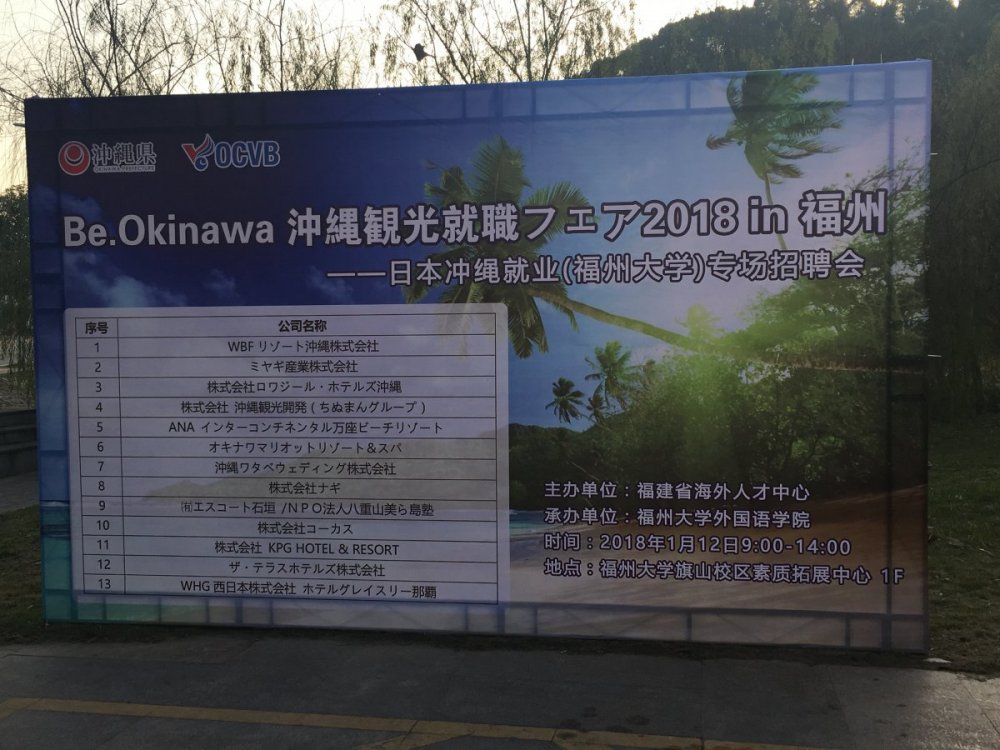 沖縄県
OKINAWA PREFECTURE
OCVB
Be.Okinawa 沖縄観光就職フェア2018 in 福州
——日本冲绳就业(福州大学)专场招聘会
序号 公司名称
1 WBF リゾート沖縄株式会社
2 ミヤギ産業株式会社
3 株式会社ロワジール・ホテルズ沖縄
4 株式会社 沖縄観光開発(ちぬまんグループ)
5 ANA インターコンチネンタル万座ビーチリゾート
6 オキナワマリオットリゾート&スパ
7 沖縄ワタベウェディング株式会社
8 株式会社ナギ
9 ㈲エスコート石垣 /NPO法人八重山美ら島塾
10 株式会社コーカス
11 株式会社 KPG HOTEL & RESORT
12 ザ・テラスホテルズ株式会社
13 WHG 西日本株式会社 ホテルグレイスリー那覇
主办单位：福建省海外人才中心
承办单位：福州大学外国语学院
时间：2018年1月12日9:00-14:00
地点：福州大学旗山校区素质拓展中心 1F